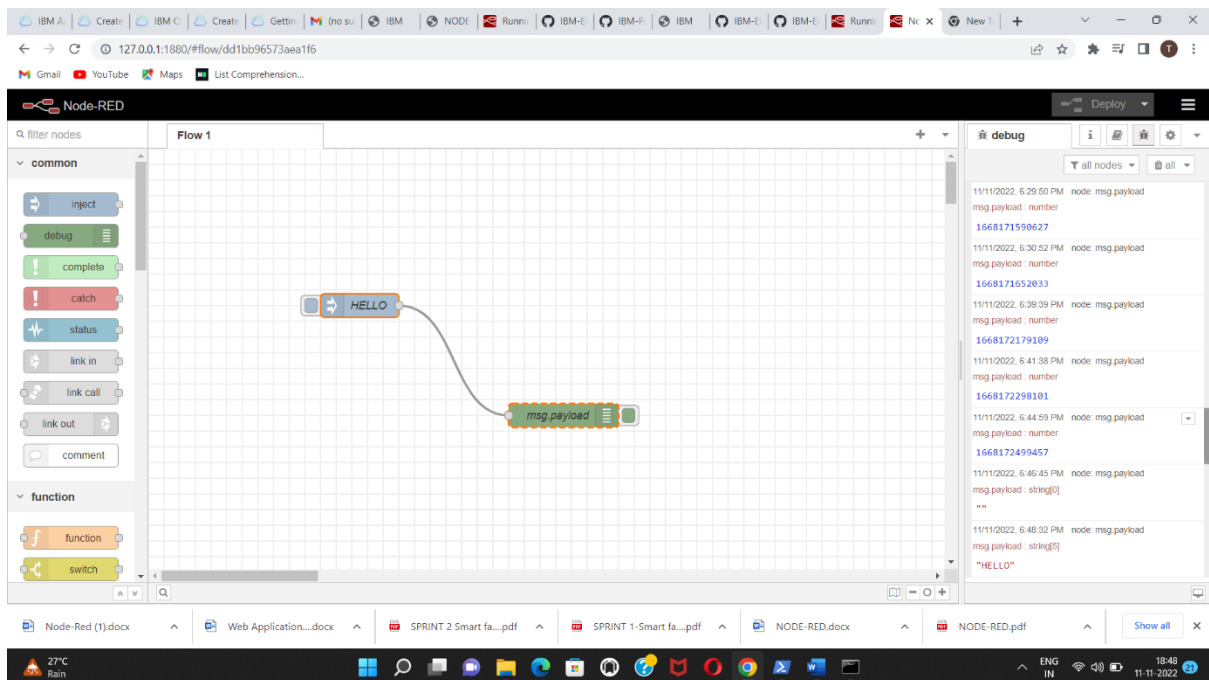 IBM A
Create
IBM C
Create
Gettin
(no su
IBM
NODE
Runni
IBM-E
IBM-P
IBM
IBM-E
IBM-E
Runni
No
New T
127.0.0.1:1880/#flow/dd1bb96573aea1f6
T
Gmail YouTube Maps List Comprehension...
Node-RED
Deploy
filter nodes
Flow 1
debug
i
common
all nodes
all
inject
debug
complete
catch
status
link in
link call
link out
comment
function
function
switch
HELLO
msg.payload
11/11/2022, 6:29:50 PM node: msg.payload
msg.payload : number
1668171590627
11/11/2022, 6:30:52 PM node: msg.payload
msg.payload : number
1668171652033
11/11/2022, 6:39:39 PM node: msg.payload
msg.payload : number
1668172179109
11/11/2022, 6:41:38 PM node: msg.payload
msg.payload : number
1668172298101
11/11/2022, 6:44:59 PM node: msg.payload
msg.payload : number
1668172499457
11/11/2022, 6:46:45 PM node: msg.payload
msg.payload : string[0]
""
11/11/2022, 6:48:32 PM node: msg.payload
msg.payload : string[5]
"HELLO"
Node-Red (1).docx
Web Application....docx
SPRINT 2 Smart fa....pdf
SPRINT 1-Smart fa....pdf
NODE-RED.docx
NODE-RED.pdf
Show all
27°C
Rain
ENG
IN
18:48
11-11-2022
21